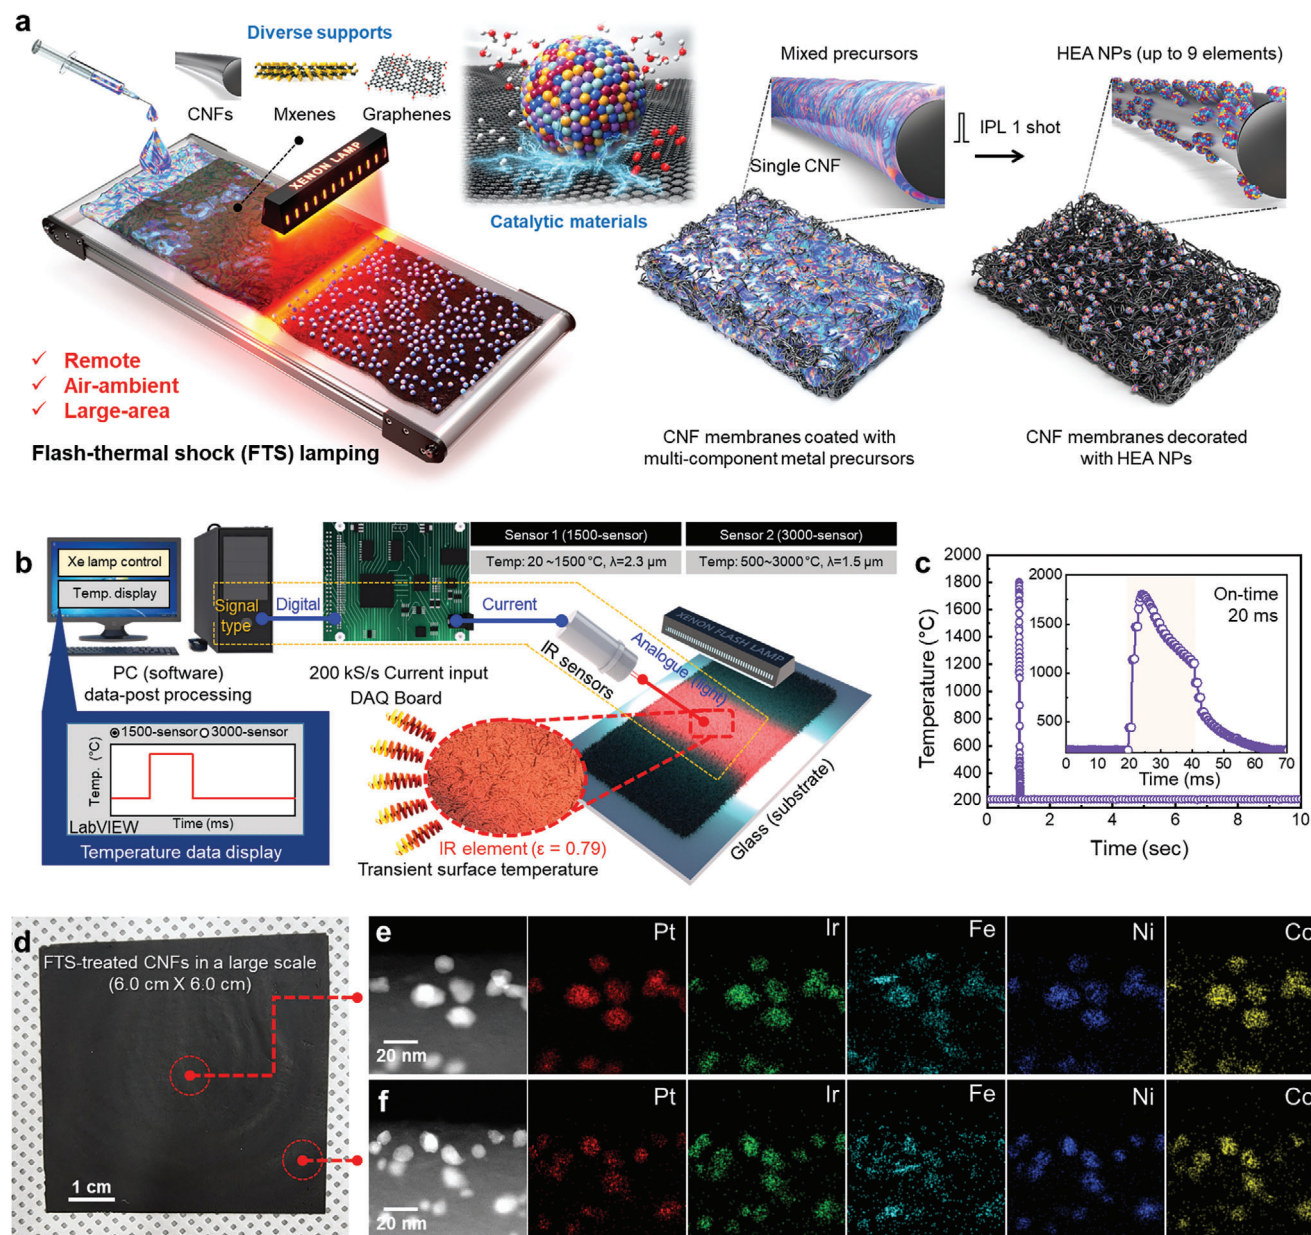 a
Diverse supports
CNFs
Mxenes
Graphenes
XENON LAMP
Catalytic materials
✓ Remote
✓ Air-ambient
✓ Large-area
Flash-thermal shock (FTS) lamping
Mixed precursors
Single CNF
IPL 1 shot
HEA NPs (up to 9 elements)
CNF membranes coated with
multi-component metal precursors
CNF membranes decorated
with HEA NPs
b
Xe lamp control
Temp. display
Signal
type
Digital
Current
PC (software)
data-post processing
200 kS/s Current input
DAQ Board
Sensor 1 (1500-sensor)
Sensor 2 (3000-sensor)
Temp: 20 ~1500 °C, λ=2.3 μm
Temp: 500~3000 °C, λ=1.5 μm
IR sensors
Analogue (light)
XENON FLASH LAMP
Glass (substrate)
1500-sensor
3000-sensor
Temp. (°C)
Time (ms)
LabVIEW
Temperature data display
IR element (ε = 0.79)
Transient surface temperature
c
Temperature (°C)
2000
1800
1600
1400
1200
1000
800
600
400
200
0 2 4 6 8 10
Time (sec)
2000
1500
1000
500
On-time
20 ms
0 10 20 30 40 50 60 70
Time (ms)
d
FTS-treated CNFs in a large scale
(6.0 cm X 6.0 cm)
1 cm
e
Pt
Ir
Fe
Ni
Co
20 nm
f
Pt
Ir
Fe
Ni
Co
20 nm